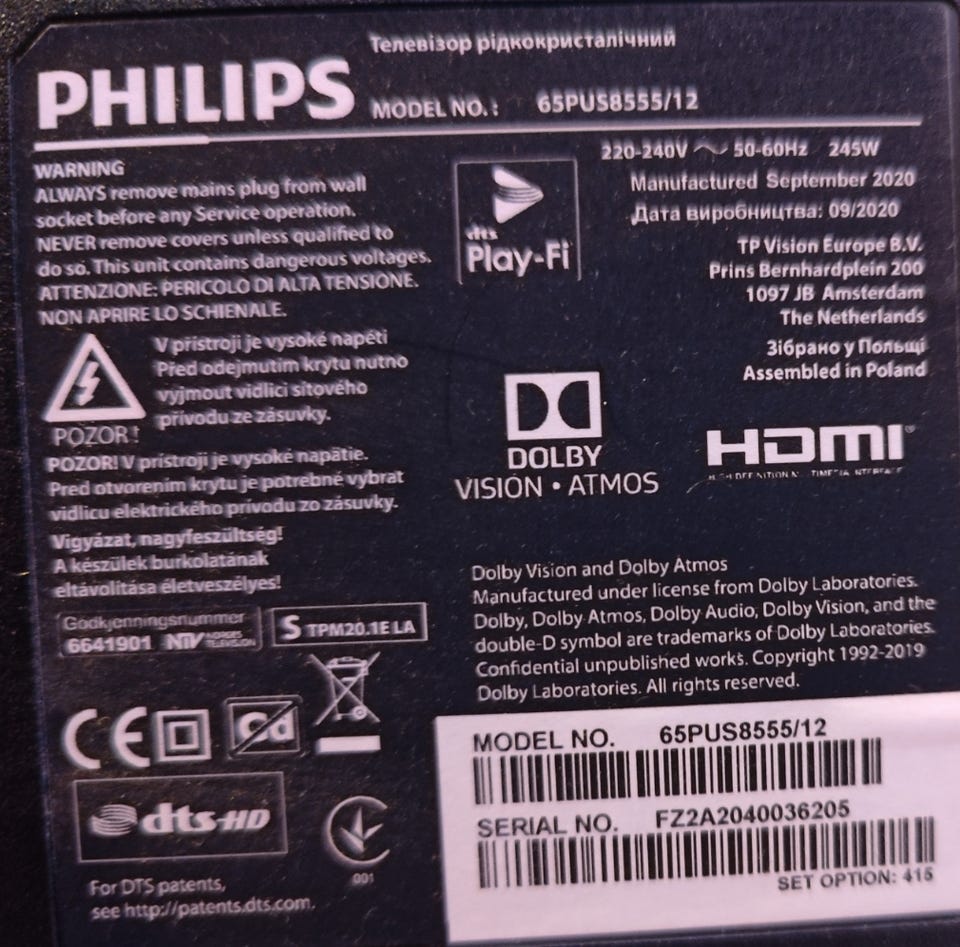 Телевізор рідкокристалічний
PHILIPS MODEL NO. : 65PUS8555/12
WARNING
ALWAYS remove mains plug from wall
socket before any Service operation.
NEVER remove covers unless qualified to
do so. This unit contains dangerous voltages.
ATTENZIONE: PERICOLO DI ALTA TENSIONE.
NON APRIRE LO SCHIENALE.
V přístroji je vysoké napětí
Před odejmutím krytu nutno
vyjmout vidlici síťového
přívodu ze zásuvky.
POZOR!
POZOR! V prístroji je vysoké napätie.
Pred otvorením krytu je potrebné vybrat
vidlicu elektrického prívodu zo zásuvky.
Vigyázat, nagyfeszültség!
A készülek burkolatának
eltávolitása életveszélyes!
Godkjenningsnummer
6641901 NTV NORGES TELEVISION
S TPM20.1E LA
CE Cd
dts-HD
001
For DTS patents,
see http://patents.dts.com.
220-240V ~ 50-60Hz 245W
Manufactured September 2020
Дата виробництва: 09/2020
dts
Play-Fi
TP Vision Europe B.V.
Prins Bernhardplein 200
1097 JB Amsterdam
The Netherlands
Зібрано у Польщі
Assembled in Poland
DOLBY
VISION • ATMOS
HDMI®
Dolby Vision and Dolby Atmos
Manufactured under license from Dolby Laboratories.
Dolby, Dolby Atmos, Dolby Audio, Dolby Vision, and the
double-D symbol are trademarks of Dolby Laboratories.
Confidential unpublished works. Copyright 1992-2019
Dolby Laboratories. All rights reserved.
MODEL NO. 65PUS8555/12
SERIAL NO. FZ2A2040036205
SET OPTION: 415